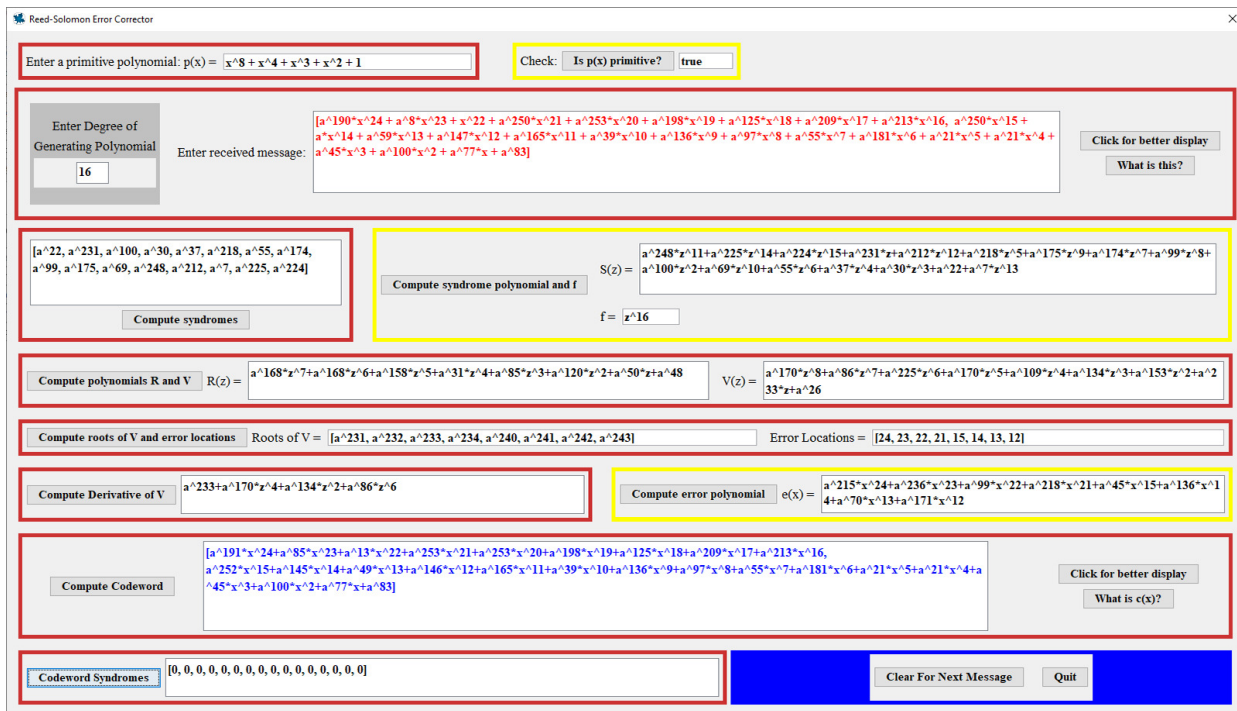 Reed-Solomon Error Corrector
Enter a primitive polynomial: p(x) = x^8 + x^4 + x^3 + x^2 + 1
Check: Is p(x) primitive? true
Enter Degree of
Generating Polynomial
16
Enter received message:
[a^190*x^24 + a^8*x^23 + x^22 + a^250*x^21 + a^253*x^20 + a^198*x^19 + a^125*x^18 + a^209*x^17 + a^213*x^16, a^250*x^15 +
a*x^14 + a^59*x^13 + a^147*x^12 + a^165*x^11 + a^39*x^10 + a^136*x^9 + a^97*x^8 + a^55*x^7 + a^181*x^6 + a^21*x^5 + a^21*x^4 +
a^45*x^3 + a^100*x^2 + a^77*x + a^83]
Click for better display
What is this?
[a^22, a^231, a^100, a^30, a^37, a^218, a^55, a^174,
a^99, a^175, a^69, a^248, a^212, a^7, a^225, a^224]
Compute syndromes
Compute syndrome polynomial and f
S(z) =
a^248*z^11+a^225*z^14+a^224*z^15+a^231*z+a^212*z^12+a^218*z^5+a^175*z^9+a^174*z^7+a^99*z^8+
a^100*z^2+a^69*z^10+a^55*z^6+a^37*z^4+a^30*z^3+a^22+a^7*z^13
f = z^16
Compute polynomials R and V
R(z) = a^168*z^7+a^168*z^6+a^158*z^5+a^31*z^4+a^85*z^3+a^120*z^2+a^50*z+a^48
V(z) = a^170*z^8+a^86*z^7+a^225*z^6+a^170*z^5+a^109*z^4+a^134*z^3+a^153*z^2+a^2
33*z+a^26
Compute roots of V and error locations
Roots of V = [a^231, a^232, a^233, a^234, a^240, a^241, a^242, a^243]
Error Locations = [24, 23, 22, 21, 15, 14, 13, 12]
Compute Derivative of V
a^233+a^170*z^4+a^134*z^2+a^86*z^6
Compute error polynomial
e(x) = a^215*x^24+a^236*x^23+a^99*x^22+a^218*x^21+a^45*x^15+a^136*x^1
4+a^70*x^13+a^171*x^12
Compute Codeword
[a^191*x^24+a^85*x^23+a^13*x^22+a^253*x^21+a^253*x^20+a^198*x^19+a^125*x^18+a^209*x^17+a^213*x^16,
a^252*x^15+a^145*x^14+a^49*x^13+a^146*x^12+a^165*x^11+a^39*x^10+a^136*x^9+a^97*x^8+a^55*x^7+a^181*x^6+a^21*x^5+a^21*x^4+a
^45*x^3+a^100*x^2+a^77*x+a^83]
Click for better display
What is c(x)?
Codeword Syndromes
[0, 0, 0, 0, 0, 0, 0, 0, 0, 0, 0, 0, 0, 0, 0, 0]
Clear For Next Message
Quit